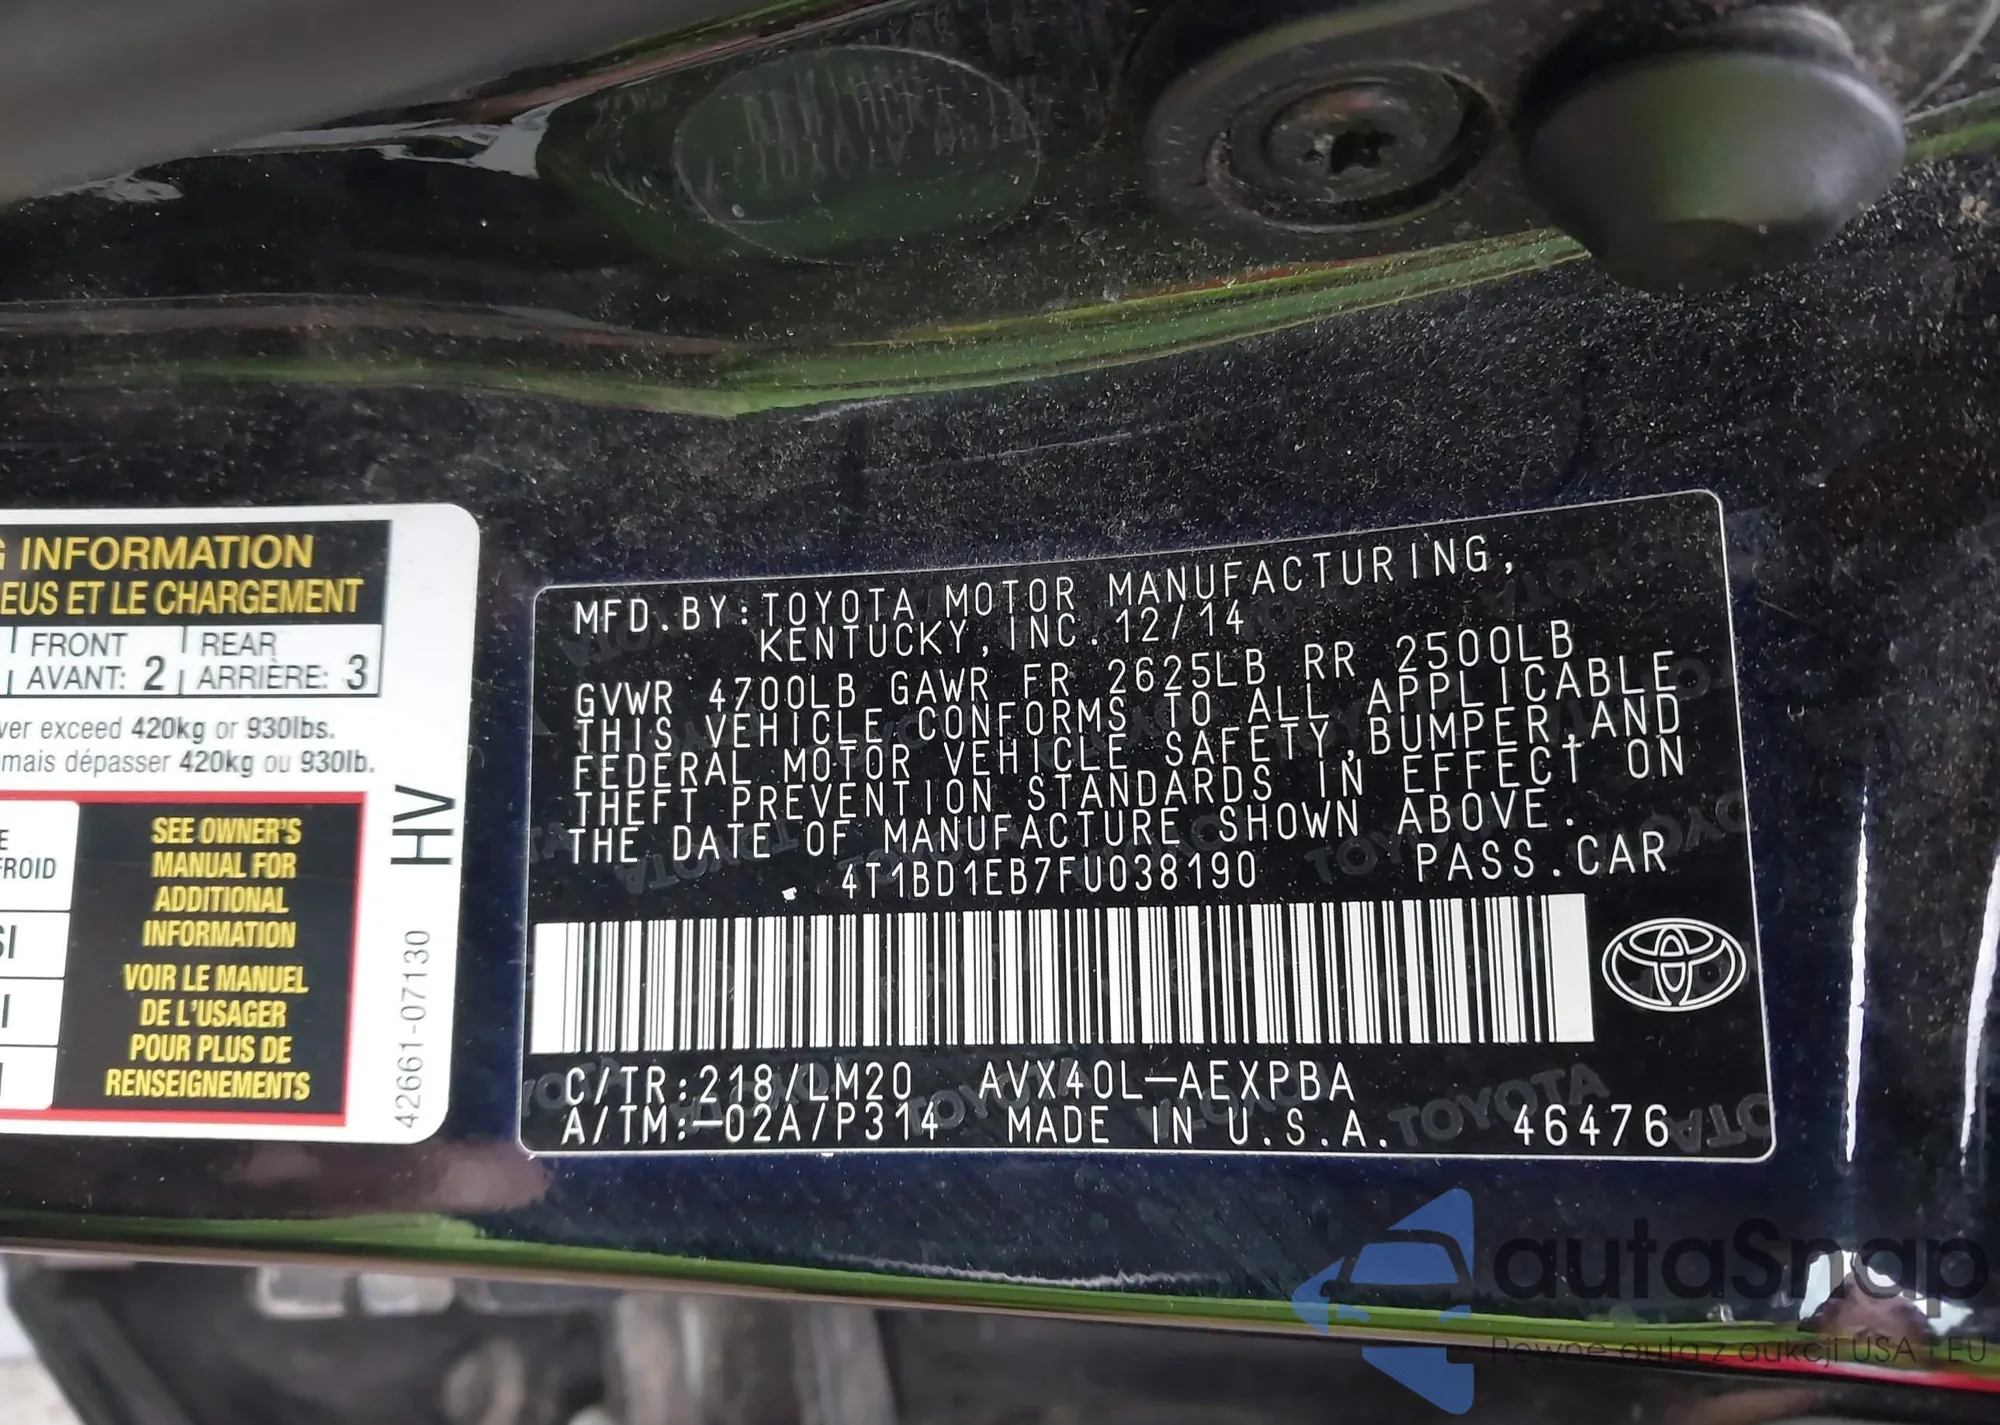 INFORMATION
EUS ET LE CHARGEMENT
FRONT REAR
AVANT: 2 ARRIÈRE: 3
ver exceed 420kg or 930lbs.
mais dépasser 420kg ou 930lb.
FROID
SEE OWNER'S
MANUAL FOR
ADDITIONAL
INFORMATION
VOIR LE MANUEL
DE L'USAGER
POUR PLUS DE
RENSEIGNEMENTS
HV
42661-07130
MFD.BY:TOYOTA MOTOR MANUFACTURING,
KENTUCKY,INC.12/14
GVWR 4700LB GAWR FR 2625LB RR 2500LB
THIS VEHICLE CONFORMS TO ALL APPLICABLE
FEDERAL MOTOR VEHICLE SAFETY,BUMPER,AND
THEFT PREVENTION STANDARDS IN EFFECT ON
THE DATE OF MANUFACTURE SHOWN ABOVE.
4T1BD1EB7FU038190 PASS.CAR
C/TR:218/LM20 AVX40L-AEXPBA
A/TM:-02A/P314 MADE IN U.S.A. 46476
autaSnap
Pewne auta z aukcji USA i EU